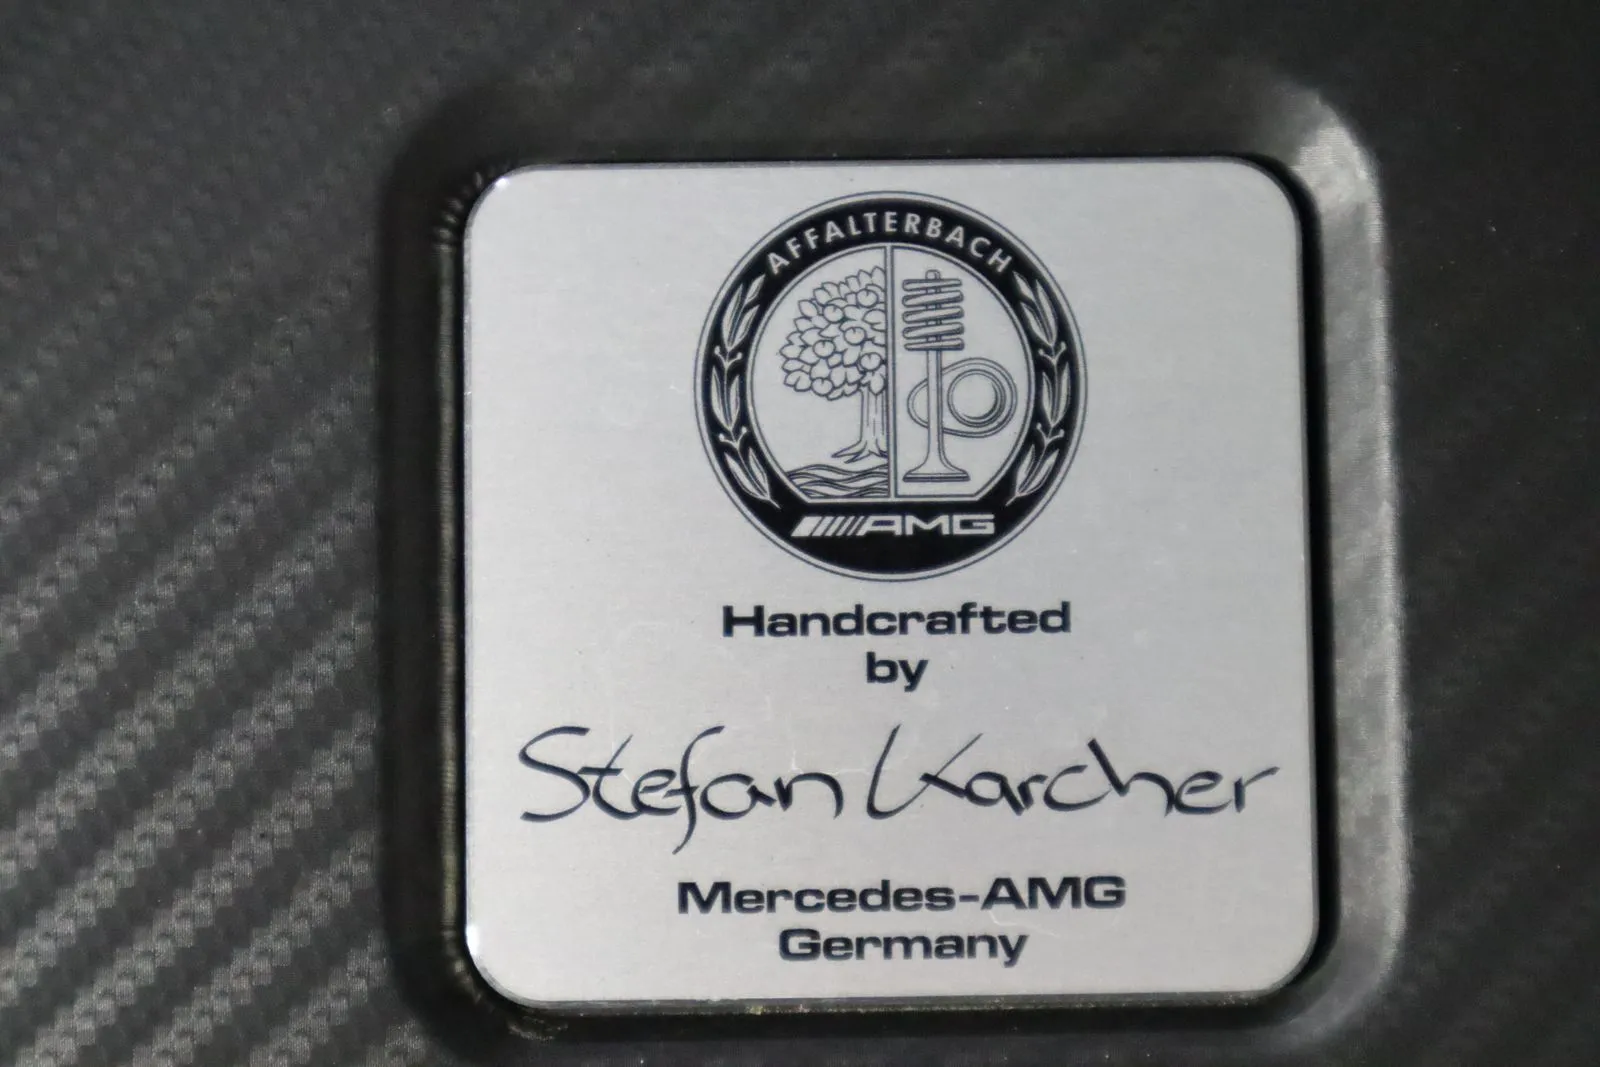 AFFALTERBACH
AMG
Handcrafted
by
Stefan Karcher
Mercedes-AMG
Germany